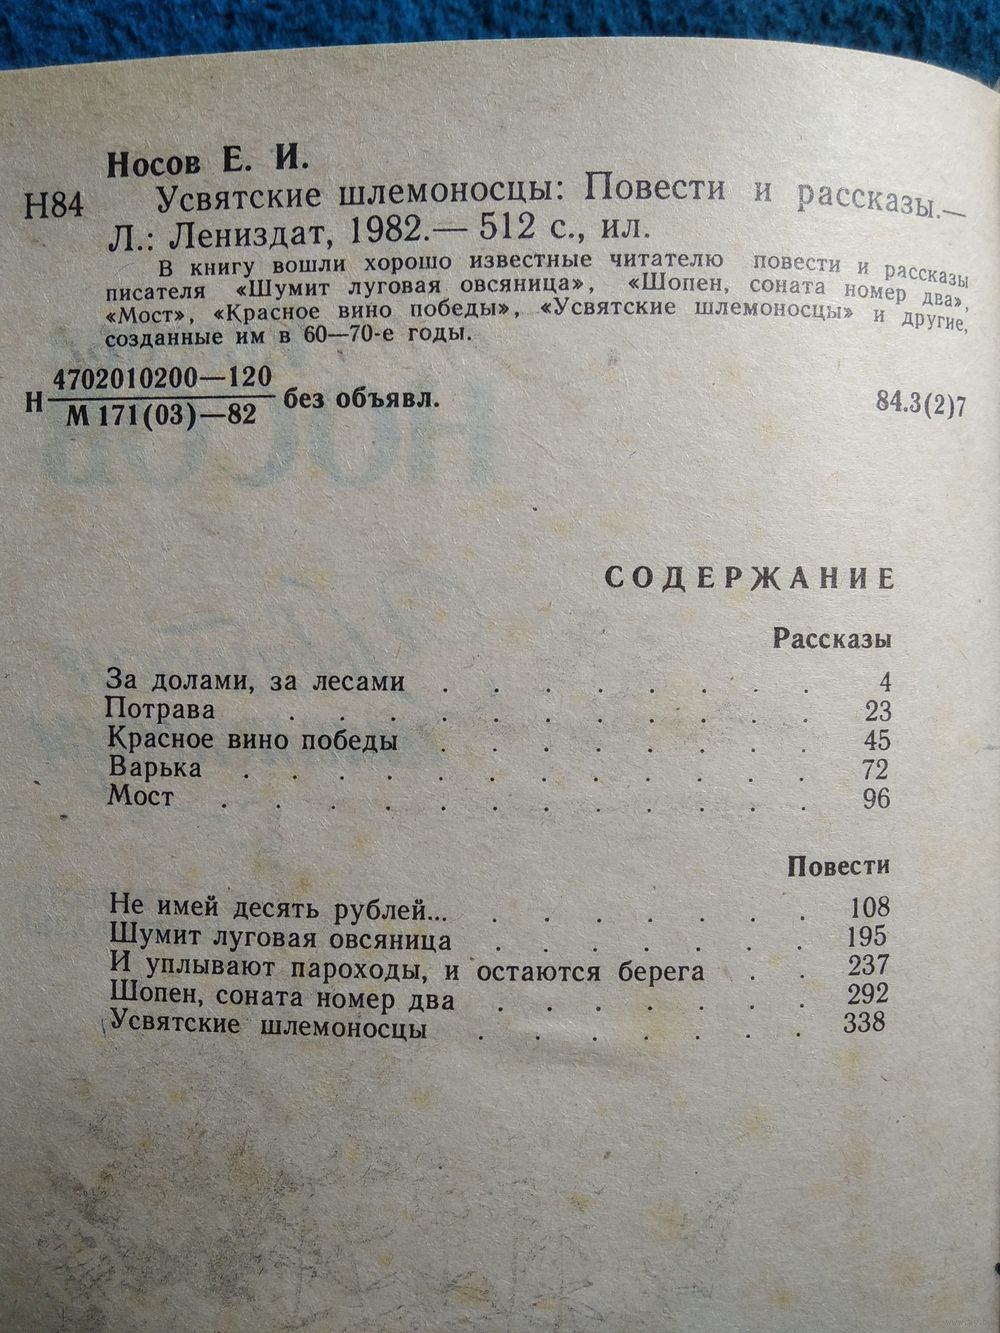 Носов Е. И.
Н84 Усвятские шлемоносцы: Повести и рассказы.—
Л.: Лениздат, 1982.— 512 с., ил.
В книгу вошли хорошо известные читателю повести и рассказы
писателя «Шумит луговая овсяница», «Шопен, соната номер два»,
«Мост», «Красное вино победы», «Усвятские шлемоносцы» и другие,
созданные им в 60—70-е годы.
Н 4702010200—120 без объявл.
М 171(03)—82
84.3(2)7
СОДЕРЖАНИЕ
Рассказы
За долами, за лесами . . . . . . . . 4
Потрава . . . . . . . . . . . 23
Красное вино победы . . . . . . . . 45
Варька . . . . . . . . . . . 72
Мост . . . . . . . . . . . 96
Повести
Не имей десять рублей... . . . . . . . 108
Шумит луговая овсяница . . . . . . . 195
И уплывают пароходы, и остаются берега . . 237
Шопен, соната номер два . . . . . . . 292
Усвятские шлемоносцы . . . . . . . 338